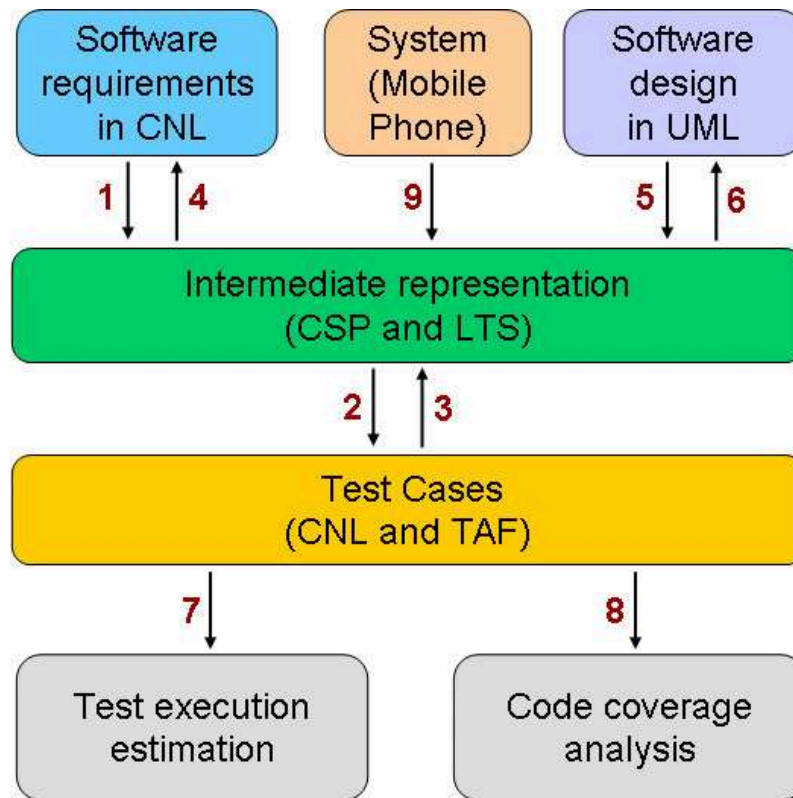 Software
requirements
in CNL
System
(Mobile
Phone)
Software
design
in UML
1
4
9
5
6
Intermediate representation
(CSP and LTS)
2
3
Test Cases
(CNL and TAF)
7
8
Test execution
estimation
Code coverage
analysis